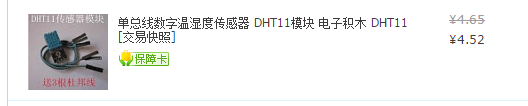 DHT11传感器模块
送3根杜邦线
单总线数字温湿度传感器 DHT11模块 电子积木 DHT11
[交易快照]
保障卡
¥4.65
¥4.52